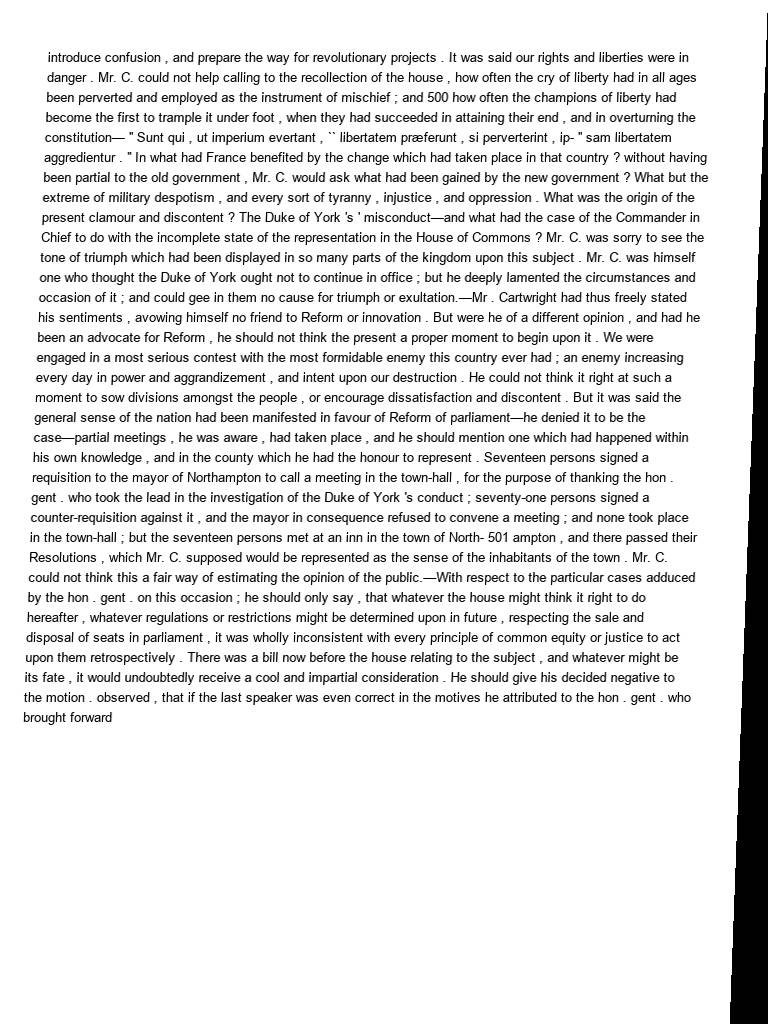 introduce confusion , and prepare the way for revolutionary projects . It was said our rights and liberties were in
danger . Mr. C. could not help calling to the recollection of the house , how often the cry of liberty had in all ages
been perverted and employed as the instrument of mischief ; and 500 how often the champions of liberty had
become the first to trample it under foot , when they had succeeded in attaining their end , and in overturning the
constitution— " Sunt qui , ut imperium evertant , `` libertatem præferunt , si perverterint , ip- " sam libertatem
aggredientur . " In what had France benefited by the change which had taken place in that country ? without having
been partial to the old government , Mr. C. would ask what had been gained by the new government ? What but the
extreme of military despotism , and every sort of tyranny , injustice , and oppression . What was the origin of the
present clamour and discontent ? The Duke of York 's ' misconduct—and what had the case of the Commander in
Chief to do with the incomplete state of the representation in the House of Commons ? Mr. C. was sorry to see the
tone of triumph which had been displayed in so many parts of the kingdom upon this subject . Mr. C. was himself
one who thought the Duke of York ought not to continue in office ; but he deeply lamented the circumstances and
occasion of it ; and could gee in them no cause for triumph or exultation.—Mr . Cartwright had thus freely stated
his sentiments , avowing himself no friend to Reform or innovation . But were he of a different opinion , and had he
been an advocate for Reform , he should not think the present a proper moment to begin upon it . We were
engaged in a most serious contest with the most formidable enemy this country ever had ; an enemy increasing
every day in power and aggrandizement , and intent upon our destruction . He could not think it right at such a
moment to sow divisions amongst the people , or encourage dissatisfaction and discontent . But it was said the
general sense of the nation had been manifested in favour of Reform of parliament—he denied it to be the
case—partial meetings , he was aware , had taken place , and he should mention one which had happened within
his own knowledge , and in the county which he had the honour to represent . Seventeen persons signed a
requisition to the mayor of Northampton to call a meeting in the town-hall , for the purpose of thanking the hon .
gent . who took the lead in the investigation of the Duke of York 's conduct ; seventy-one persons signed a
counter-requisition against it , and the mayor in consequence refused to convene a meeting ; and none took place
in the town-hall ; but the seventeen persons met at an inn in the town of North- 501 ampton , and there passed their
Resolutions , which Mr. C. supposed would be represented as the sense of the inhabitants of the town . Mr. C.
could not think this a fair way of estimating the opinion of the public.—With respect to the particular cases adduced
by the hon . gent . on this occasion ; he should only say , that whatever the house might think it right to do
hereafter , whatever regulations or restrictions might be determined upon in future , respecting the sale and
disposal of seats in parliament , it was wholly inconsistent with every principle of common equity or justice to act
upon them retrospectively . There was a bill now before the house relating to the subject , and whatever might be
its fate , it would undoubtedly receive a cool and impartial consideration . He should give his decided negative to
the motion . observed , that if the last speaker was even correct in the motives he attributed to the hon . gent . who
brought forward